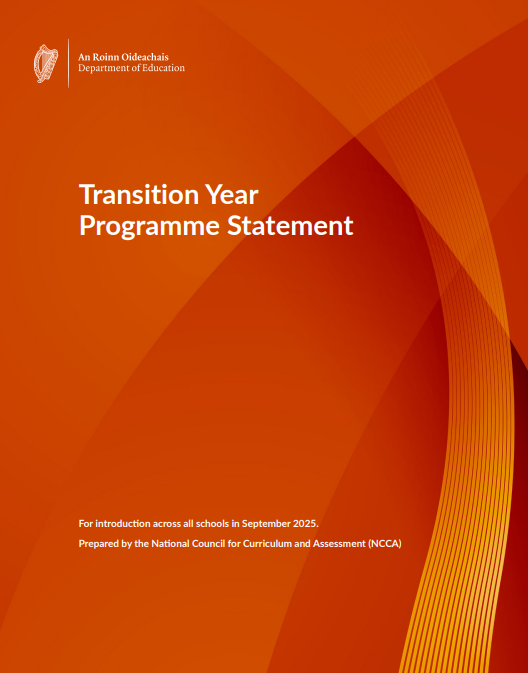 An Roinn Oideachais
Department of Education
Transition Year
Programme Statement
For introduction across all schools in September 2025.
Prepared by the National Council for Curriculum and Assessment (NCCA)